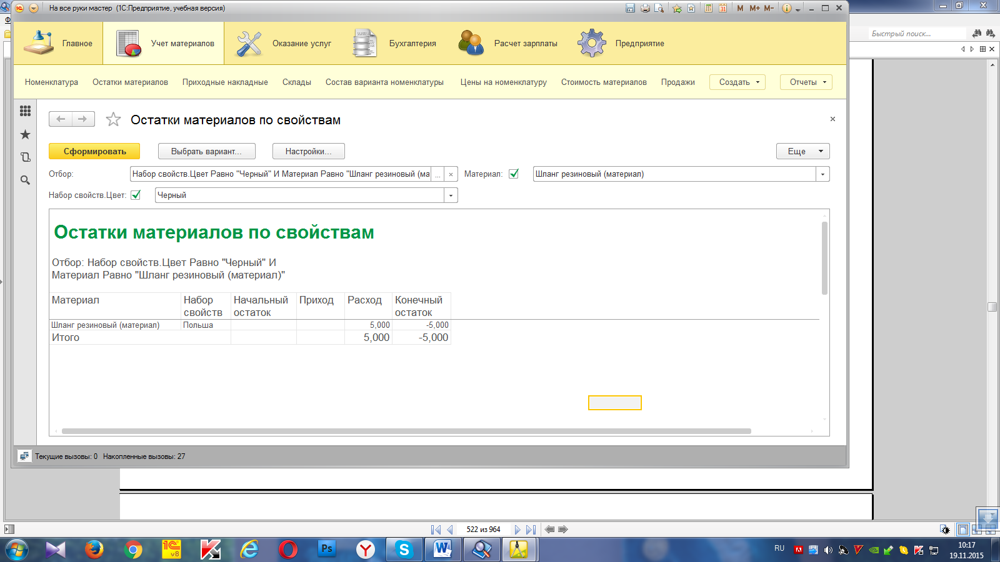 На все руки мастер (1С:Предприятие, учебная версия)
M M+ M-
Быстрый поиск...
Главное
Учет материалов
Оказание услуг
Бухгалтерия
Расчет зарплаты
Предприятие
Номенклатура Остатки материалов Приходные накладные Склады Состав варианта номенклатуры Цены на номенклатуру Стоимость материалов Продажи Создать Отчеты
Остатки материалов по свойствам
Сформировать Выбрать вариант... Настройки... Еще
Отбор: Набор свойств.Цвет Равно "Черный" И Материал Равно "Шланг резиновый (ма ... × Материал: Шланг резиновый (материал)
Набор свойств.Цвет: Черный
Остатки материалов по свойствам
Отбор: Набор свойств.Цвет Равно "Черный" И
Материал Равно "Шланг резиновый (материал)"
Материал Набор свойств Начальный остаток Приход Расход Конечный остаток
Шланг резиновый (материал) Польша 5,000 -5,000
Итого 5,000 -5,000
Текущие вызовы: 0 Накопленные вызовы: 27
522 из 964
RU
10:17
19.11.2015